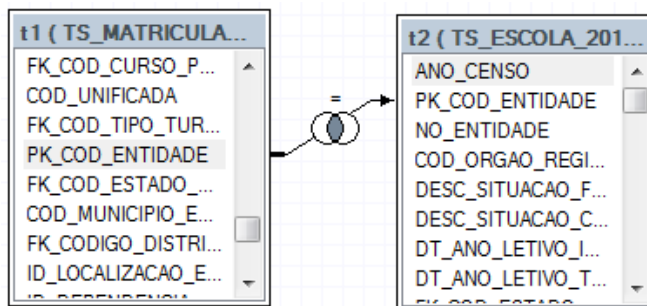 t1 ( TS_MATRICULA...
FK_COD_CURSO_P...
COD_UNIFICADA
FK_COD_TIPO_TUR...
PK_COD_ENTIDADE
FK_COD_ESTADO_...
COD_MUNICIPIO_E...
FK_CODIGO_DISTRI...
ID_LOCALIZACAO_E...
=
t2 ( TS_ESCOLA_201...
ANO_CENSO
PK_COD_ENTIDADE
NO_ENTIDADE
COD_ORGAO_REGI...
DESC_SITUACAO_F...
DESC_SITUACAO_C...
DT_ANO_LETIVO_I...
DT_ANO_LETIVO_T...